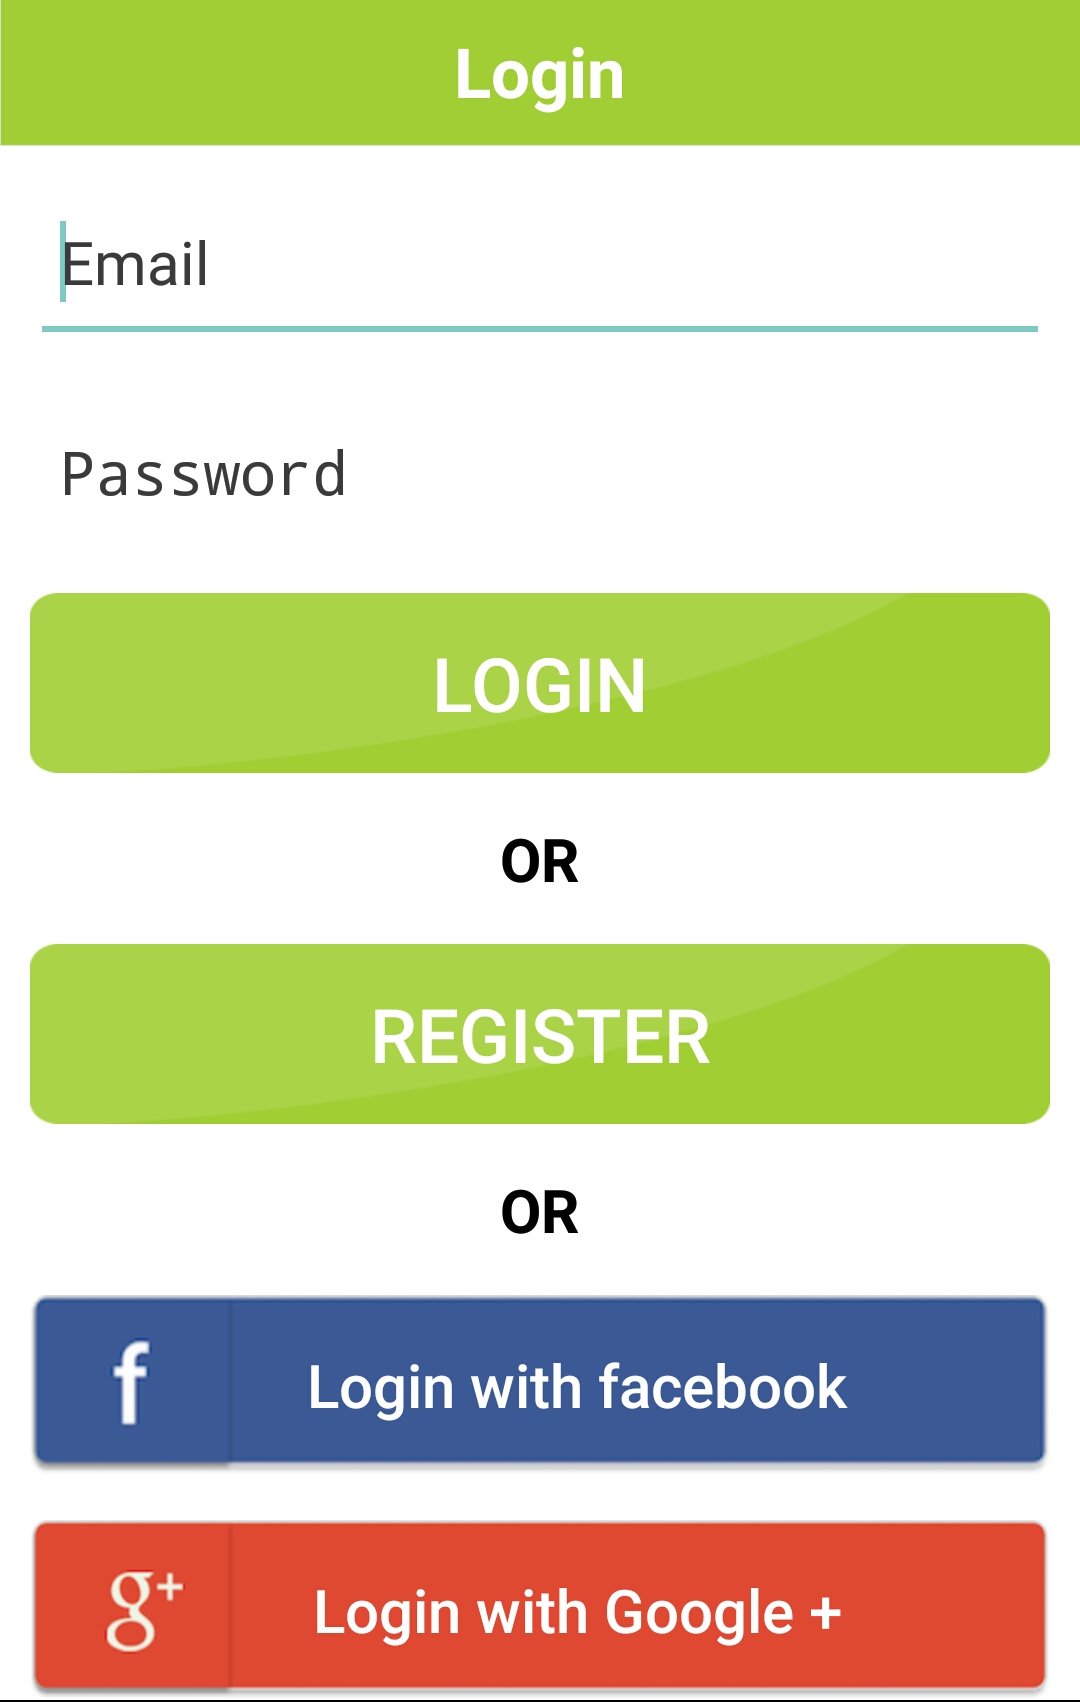 Login
Email
Password
LOGIN
OR
REGISTER
OR
f Login with facebook
g+ Login with Google +